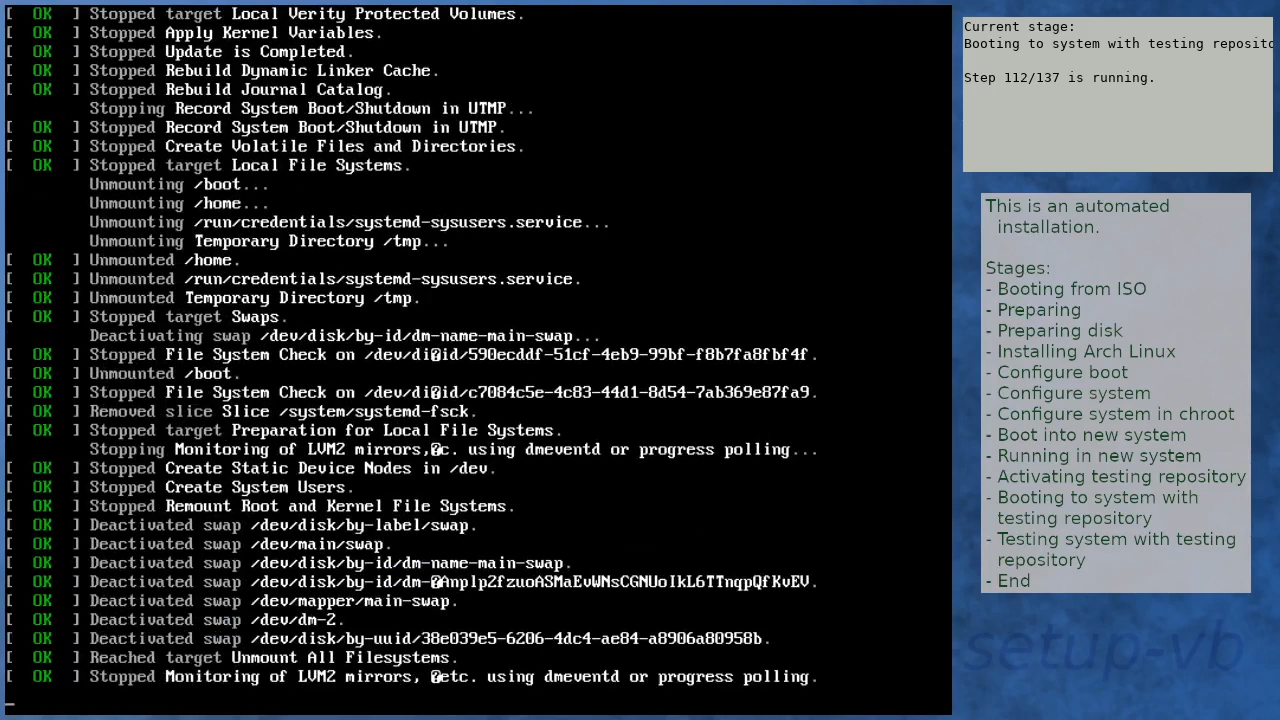 [  OK  ] Stopped target Local Verity Protected Volumes.
[  OK  ] Stopped Apply Kernel Variables.
[  OK  ] Stopped Update is Completed.
[  OK  ] Stopped Rebuild Dynamic Linker Cache.
[  OK  ] Stopped Rebuild Journal Catalog.
Stopping Record System Boot/Shutdown in UTMP...
[  OK  ] Stopped Record System Boot/Shutdown in UTMP.
[  OK  ] Stopped Create Volatile Files and Directories.
[  OK  ] Stopped target Local File Systems.
Unmounting /boot...
Unmounting /home...
Unmounting /run/credentials/systemd-sysusers.service...
Unmounting Temporary Directory /tmp...
[  OK  ] Unmounted /home.
[  OK  ] Unmounted /run/credentials/systemd-sysusers.service.
[  OK  ] Unmounted Temporary Directory /tmp.
[  OK  ] Stopped target Swaps.
Deactivating swap /dev/disk/by-id/dm-name-main-swap...
[  OK  ] Stopped File System Check on /dev/di�id/590ecddf-51cf-4eb9-99bf-f8b7fa8fbf4f.
[  OK  ] Unmounted /boot.
[  OK  ] Stopped File System Check on /dev/di�id/c7084c5e-4c83-44d1-8d54-7ab369e87fa9.
[  OK  ] Removed slice Slice /system/systemd-fsck.
[  OK  ] Stopped target Preparation for Local File Systems.
Stopping Monitoring of LVM2 mirrors,�c. using dmeventd or progress polling...
[  OK  ] Stopped Create Static Device Nodes in /dev.
[  OK  ] Stopped Create System Users.
[  OK  ] Stopped Remount Root and Kernel File Systems.
[  OK  ] Deactivated swap /dev/disk/by-label/swap.
[  OK  ] Deactivated swap /dev/main/swap.
[  OK  ] Deactivated swap /dev/disk/by-id/dm-name-main-swap.
[  OK  ] Deactivated swap /dev/disk/by-id/dm-�Anplp2fzuoASMaEvWNsCGNUoIkL6TTnqpQfKvEV.
[  OK  ] Deactivated swap /dev/mapper/main-swap.
[  OK  ] Deactivated swap /dev/dm-2.
[  OK  ] Deactivated swap /dev/disk/by-uuid/38e039e5-6206-4dc4-ae84-a8906a80958b.
[  OK  ] Reached target Unmount All Filesystems.
[  OK  ] Stopped Monitoring of LVM2 mirrors, �etc. using dmeventd or progress polling.
_
Current stage:
Booting to system with testing reposito
Step 112/137 is running.
This is an automated
installation.
Stages:
- Booting from ISO
- Preparing
- Preparing disk
- Installing Arch Linux
- Configure boot
- Configure system
- Configure system in chroot
- Boot into new system
- Running in new system
- Activating testing repository
- Booting to system with
testing repository
- Testing system with testing
repository
- End
-setup-vb